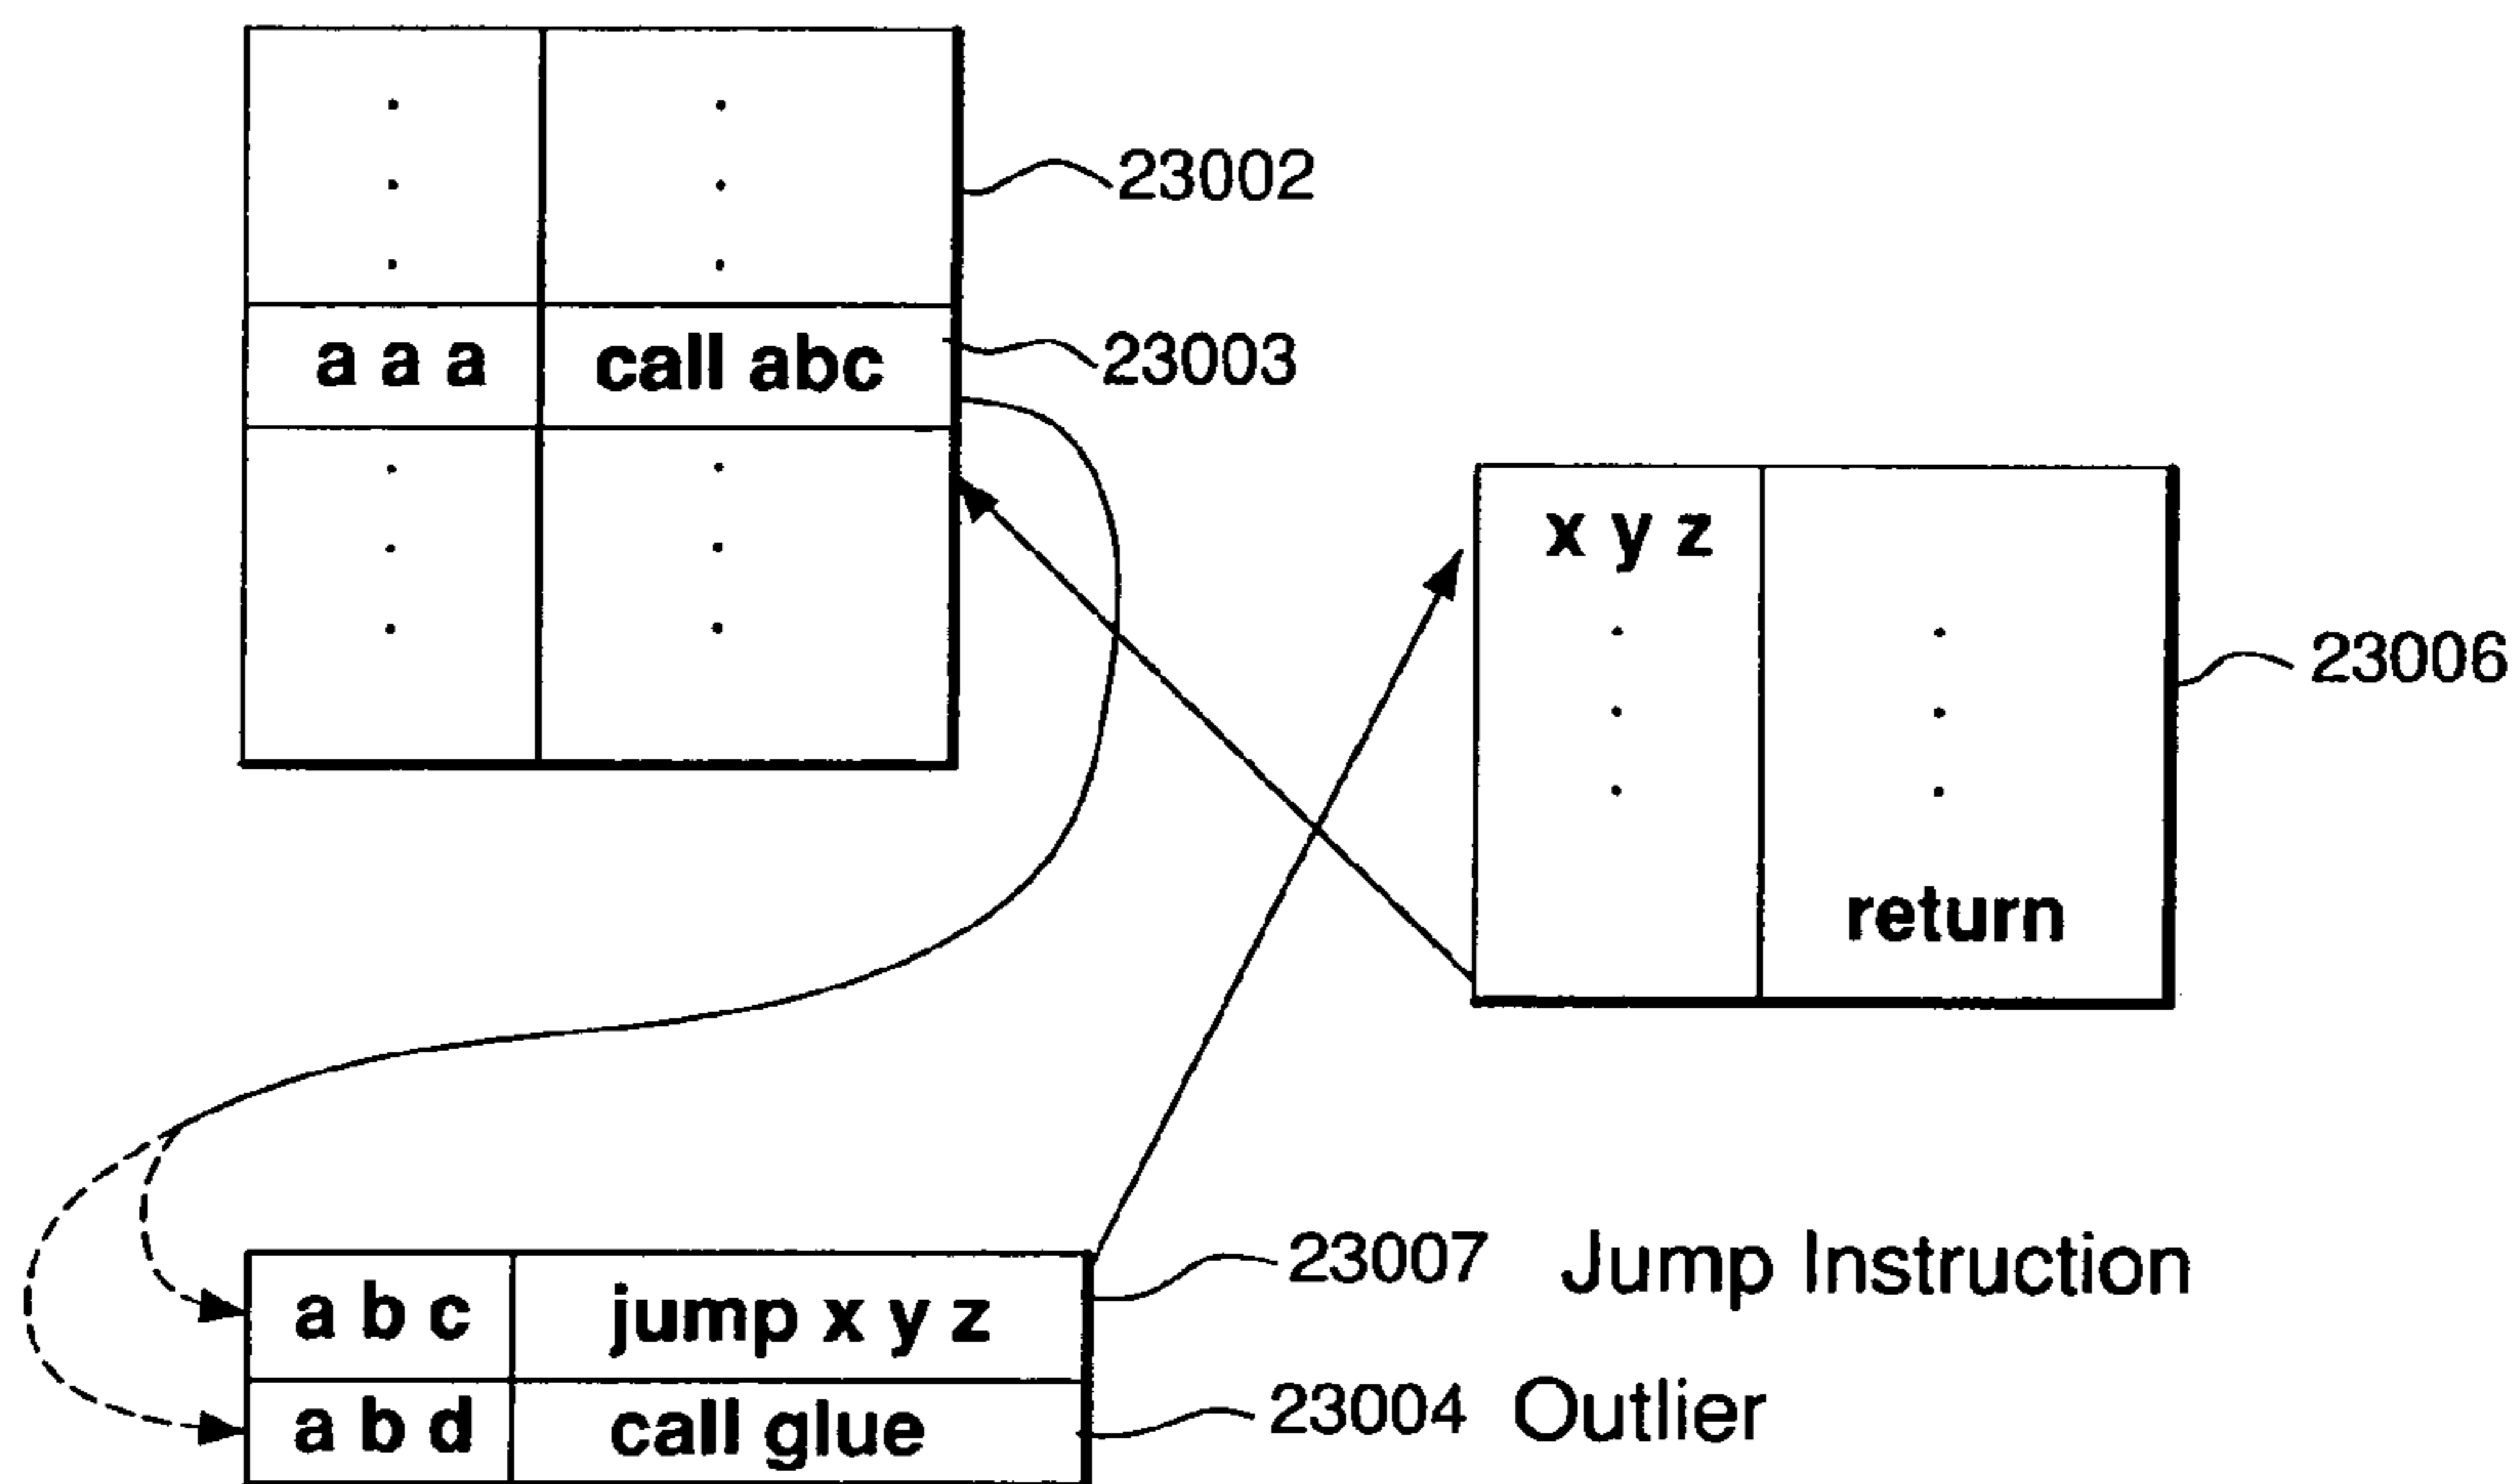 23002
a a a call abc 23003
x y z
23006
return
a b c jump x y z 23007 Jump Instruction
a b d call glue 23004 Outlier